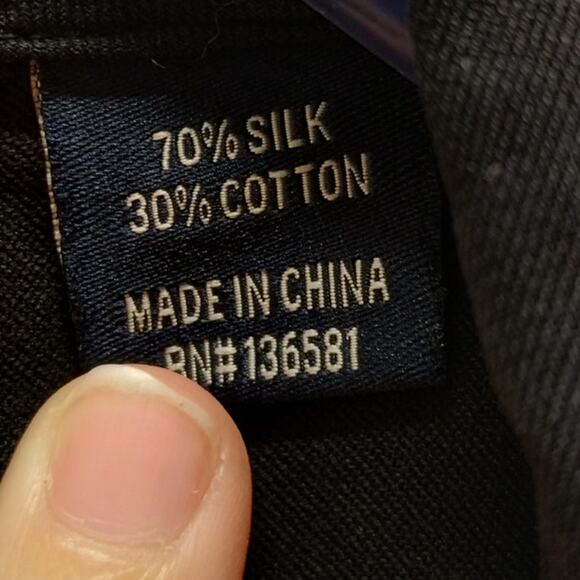 70% SILK
30% COTTON
MADE IN CHINA
RN# 136581